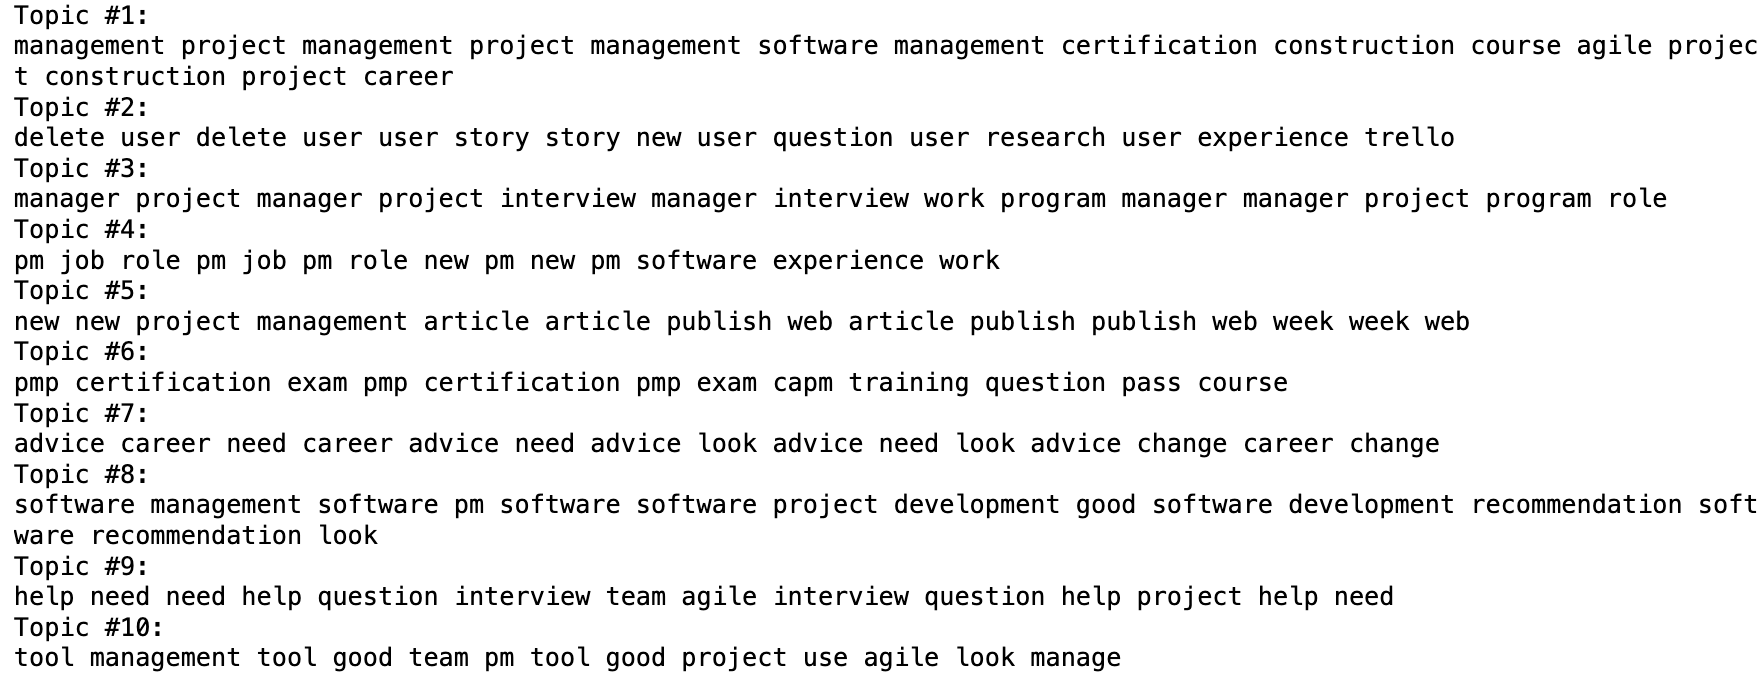 Topic #1:
management project management project management software management certification construction course agile projec
t construction project career
Topic #2:
delete user delete user user story story new user question user research user experience trello
Topic #3:
manager project manager project interview manager interview work program manager manager project program role
Topic #4:
pm job role pm job pm role new pm new pm software experience work
Topic #5:
new new project management article article publish web article publish publish web week week web
Topic #6:
pmp certification exam pmp certification pmp exam capm training question pass course
Topic #7:
advice career need career advice need advice look advice need look advice change career change
Topic #8:
software management software pm software software project development good software development recommendation soft
ware recommendation look
Topic #9:
help need need help question interview team agile interview question help project help need
Topic #10:
tool management tool good team pm tool good project use agile look manage